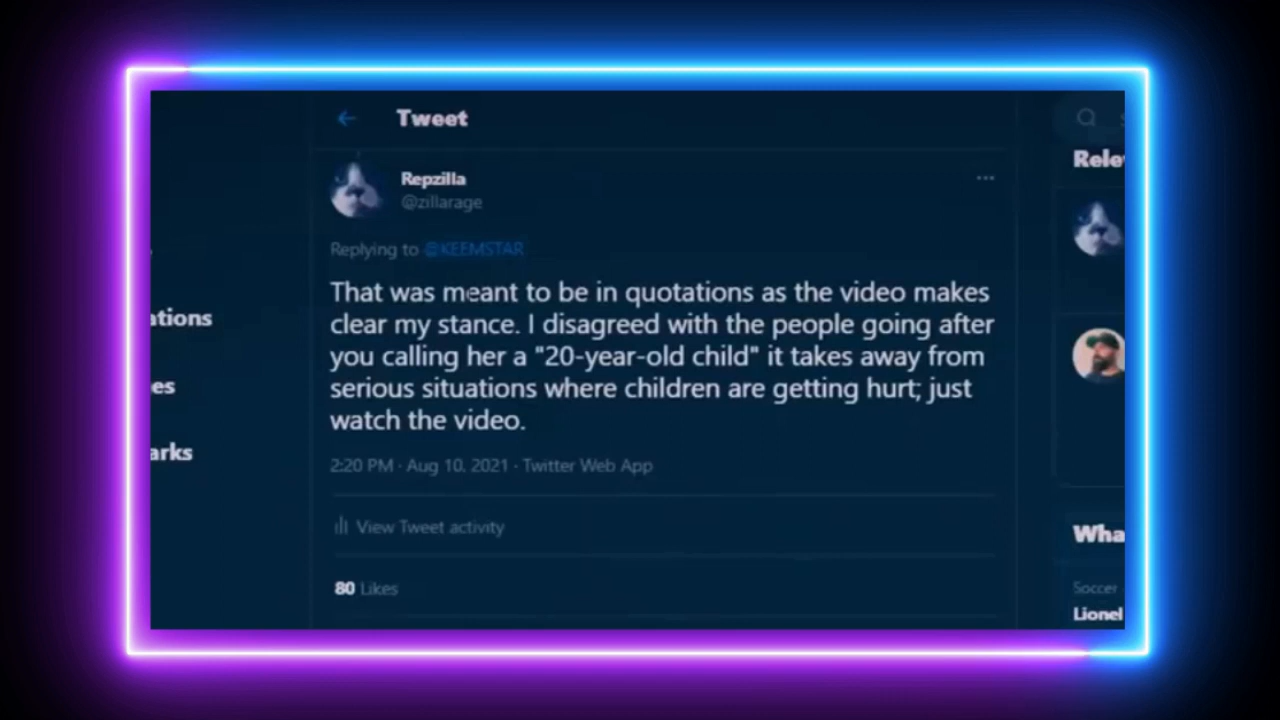 Tweet
Rele
Repzilla
@zillarage
Replying to @KEEMSTAR
ations
That was meant to be in quotations as the video makes
clear my stance. I disagreed with the people going after
you calling her a "20-year-old child" it takes away from
serious situations where children are getting hurt; just
watch the video.
es
arks
2:20 PM · Aug 10, 2021 · Twitter Web App
View Tweet activity
Wha
80 Likes
Soccer
Lionel